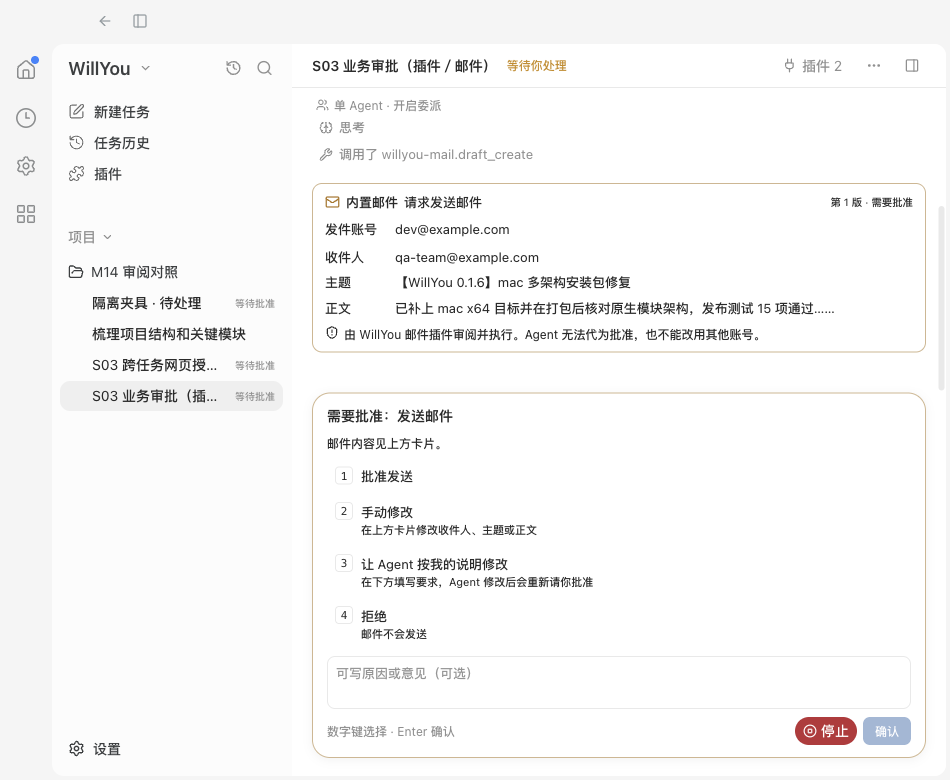 WillYou
新建任务
任务历史
插件
项目
M14 审阅对照
隔离夹具 · 待处理 等待批准
梳理项目结构和关键模块
S03 跨任务网页授... 等待批准
S03 业务审批（插... 等待批准
设置
S03 业务审批（插件 / 邮件） 等待你处理 插件 2
单 Agent · 开启委派
思考
调用了 willyou-mail.draft_create
内置邮件 请求发送邮件 第 1 版 · 需要批准
发件账号 dev@example.com
收件人 qa-team@example.com
主题 【WillYou 0.1.6】mac 多架构安装包修复
正文 已补上 mac x64 目标并在打包后核对原生模块架构，发布测试 15 项通过......
由 WillYou 邮件插件审阅并执行。Agent 无法代为批准，也不能改用其他账号。
需要批准：发送邮件
邮件内容见上方卡片。
1 批准发送
2 手动修改
在上方卡片修改收件人、主题或正文
3 让 Agent 按我的说明修改
在下方填写要求，Agent 修改后会重新请你批准
4 拒绝
邮件不会发送
可写原因或意见（可选）
数字键选择 · Enter 确认 停止 确认